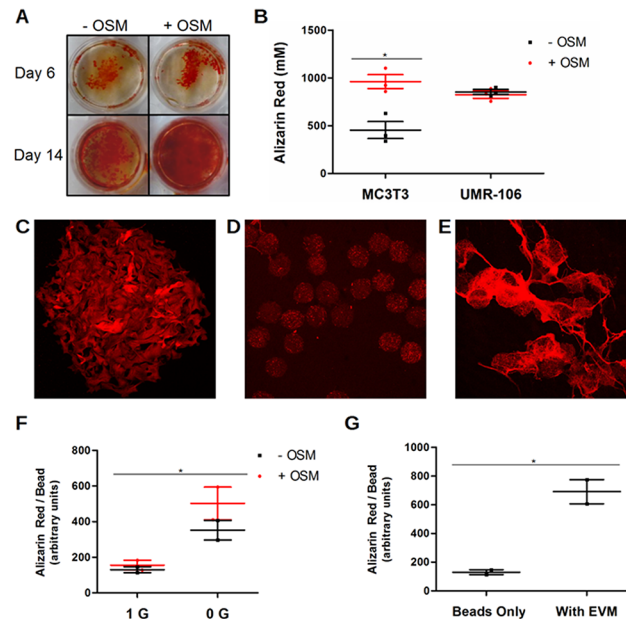 A
- OSM
+ OSM
Day 6
Day 14
B
Alizarin Red (mM)
1500
1000
500
0
*
- OSM
+ OSM
MC3T3
UMR-106
C
D
E
F
Alizarin Red / Bead
(arbitrary units)
800
600
400
200
0
*
- OSM
+ OSM
1 G
0 G
G
Alizarin Red / Bead
(arbitrary units)
1000
800
600
400
200
0
*
Beads Only
With EVM